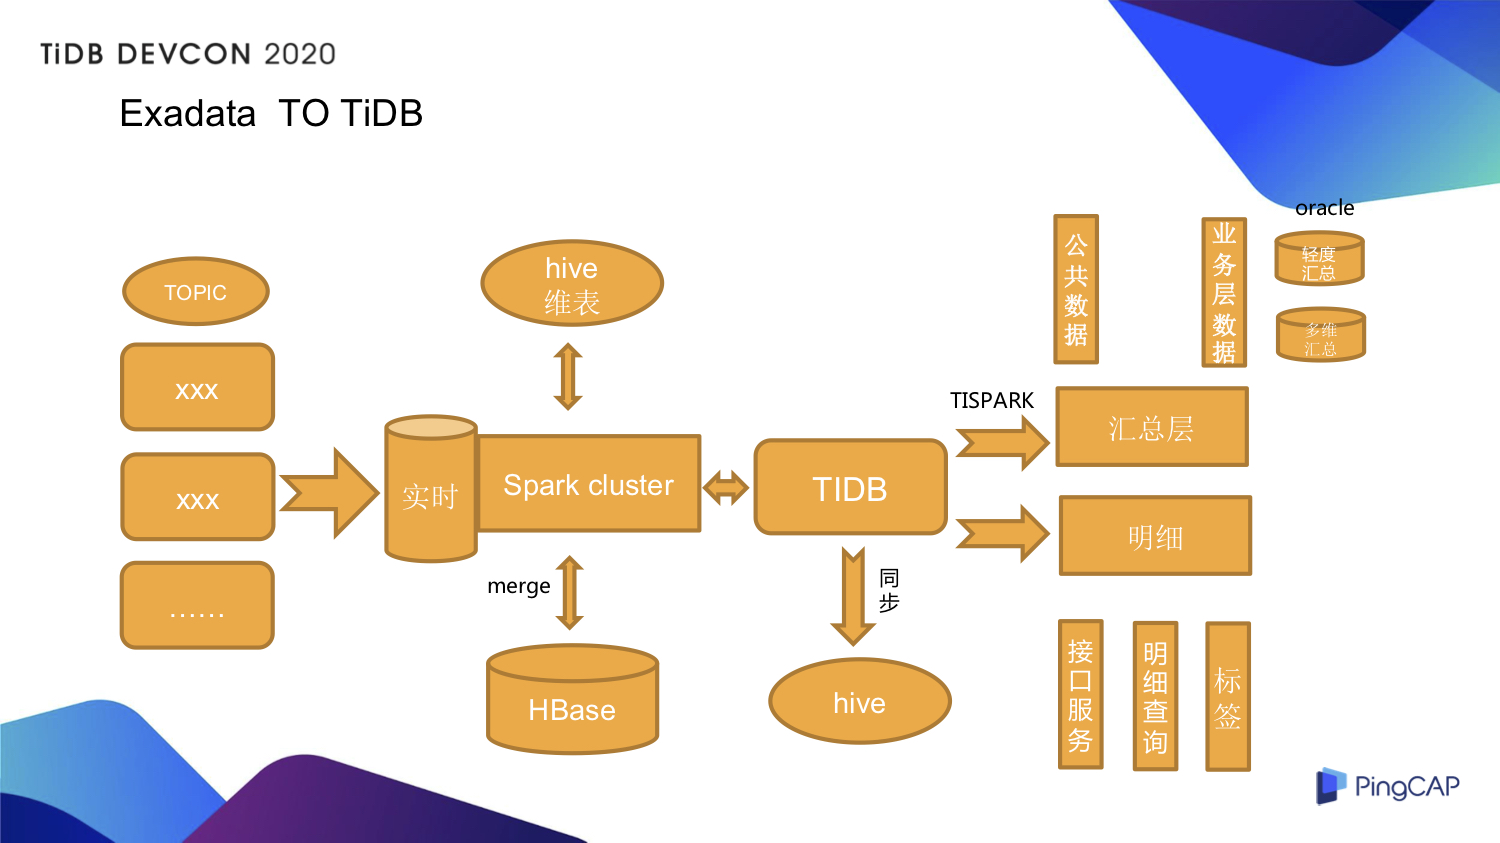 TiDB DEVCON 2020
Exadata TO TiDB
TOPIC
xxx
xxx
……
hive
维表
实时
Spark cluster
merge
HBase
TIDB
同
步
hive
TISPARK
公
共
数
据
业
务
层
数
据
oracle
轻度
汇总
多维
汇总
汇总层
明细
接
口
服
务
明
细
查
询
标
签
PingCAP